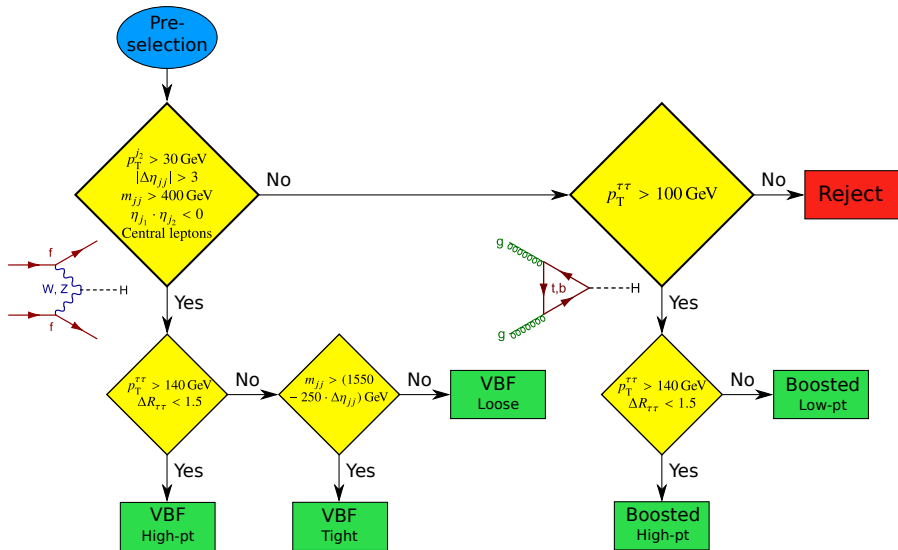 Pre-
selection
p_T^{j_2} > 30 GeV
|Δη_{jj}| > 3
m_{jj} > 400 GeV
η_{j_1} · η_{j_2} < 0
Central leptons
No
p_T^{ττ} > 100 GeV
No
Reject
f
W, Z
H
f
Yes
g
t,b
H
g
Yes
p_T^{ττ} > 140 GeV
ΔR_{ττ} < 1.5
No
m_{jj} > (1550
− 250 · Δη_{jj}) GeV
No
VBF
Loose
p_T^{ττ} > 140 GeV
ΔR_{ττ} < 1.5
No
Boosted
Low-pt
Yes
Yes
Yes
VBF
High-pt
VBF
Tight
Boosted
High-pt